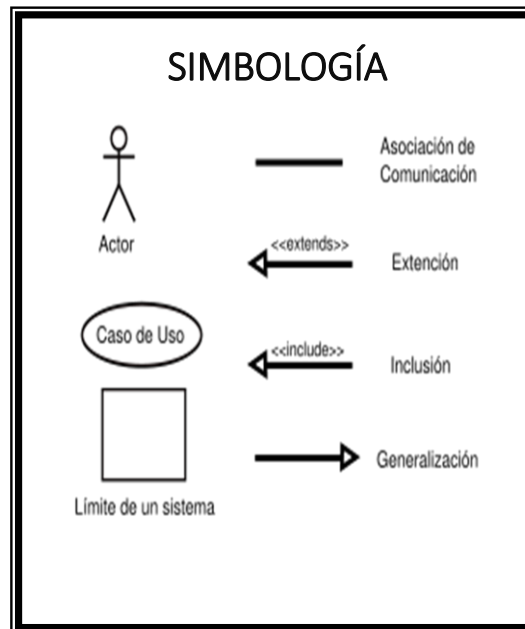 SIMBOLOGÍA
Asociación de
Comunicación
Actor
<<extends>>
Extención
Caso de Uso
<<include>>
Inclusión
Generalización
Límite de un sistema